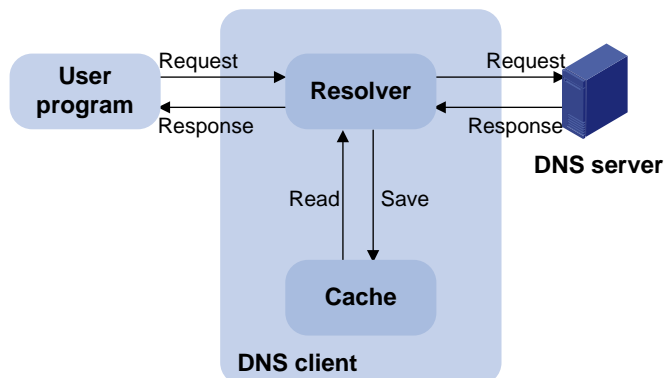 User
program
Request
Response
Resolver
Request
Response
DNS server
Read
Save
Cache
DNS client